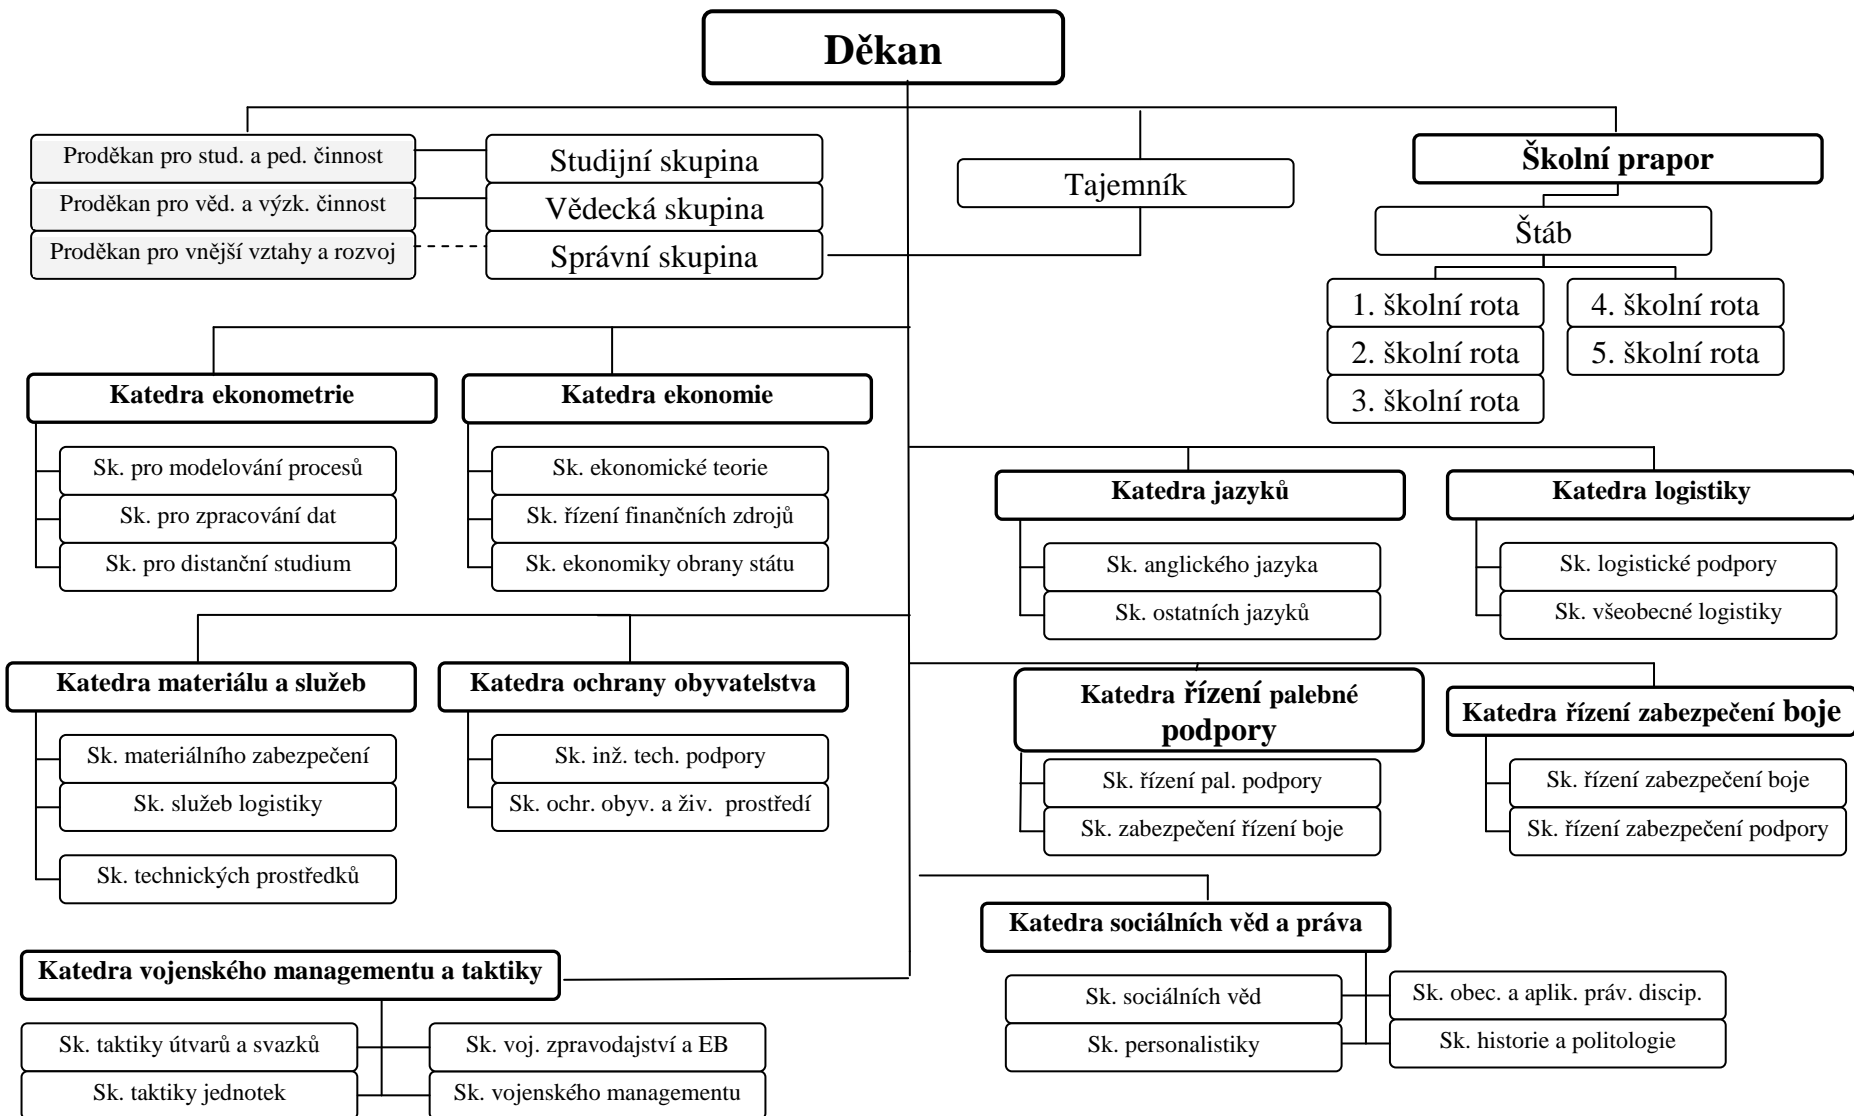 Děkan
Proděkan pro stud. a ped. činnost
Studijní skupina
Proděkan pro věd. a výzk. činnost
Vědecká skupina
Proděkan pro vnější vztahy a rozvoj
Správní skupina
Tajemník
Školní prapor
Štáb
1. školní rota
4. školní rota
2. školní rota
5. školní rota
3. školní rota
Katedra ekonometrie
Sk. pro modelování procesů
Sk. pro zpracování dat
Sk. pro distanční studium
Katedra ekonomie
Sk. ekonomické teorie
Sk. řízení finančních zdrojů
Sk. ekonomiky obrany státu
Katedra jazyků
Sk. anglického jazyka
Sk. ostatních jazyků
Katedra logistiky
Sk. logistické podpory
Sk. všeobecné logistiky
Katedra materiálu a služeb
Sk. materiálního zabezpečení
Sk. služeb logistiky
Sk. technických prostředků
Katedra ochrany obyvatelstva
Sk. inž. tech. podpory
Sk. ochr. obyv. a živ. prostředí
Katedra řízení palebné
podpory
Sk. řízení pal. podpory
Sk. zabezpečení řízení boje
Katedra řízení zabezpečení boje
Sk. řízení zabezpečení boje
Sk. řízení zabezpečení podpory
Katedra sociálních věd a práva
Sk. sociálních věd
Sk. obec. a aplik. práv. discip.
Sk. personalistiky
Sk. historie a politologie
Katedra vojenského managementu a taktiky
Sk. taktiky útvarů a svazků
Sk. voj. zpravodajství a EB
Sk. taktiky jednotek
Sk. vojenského managementu